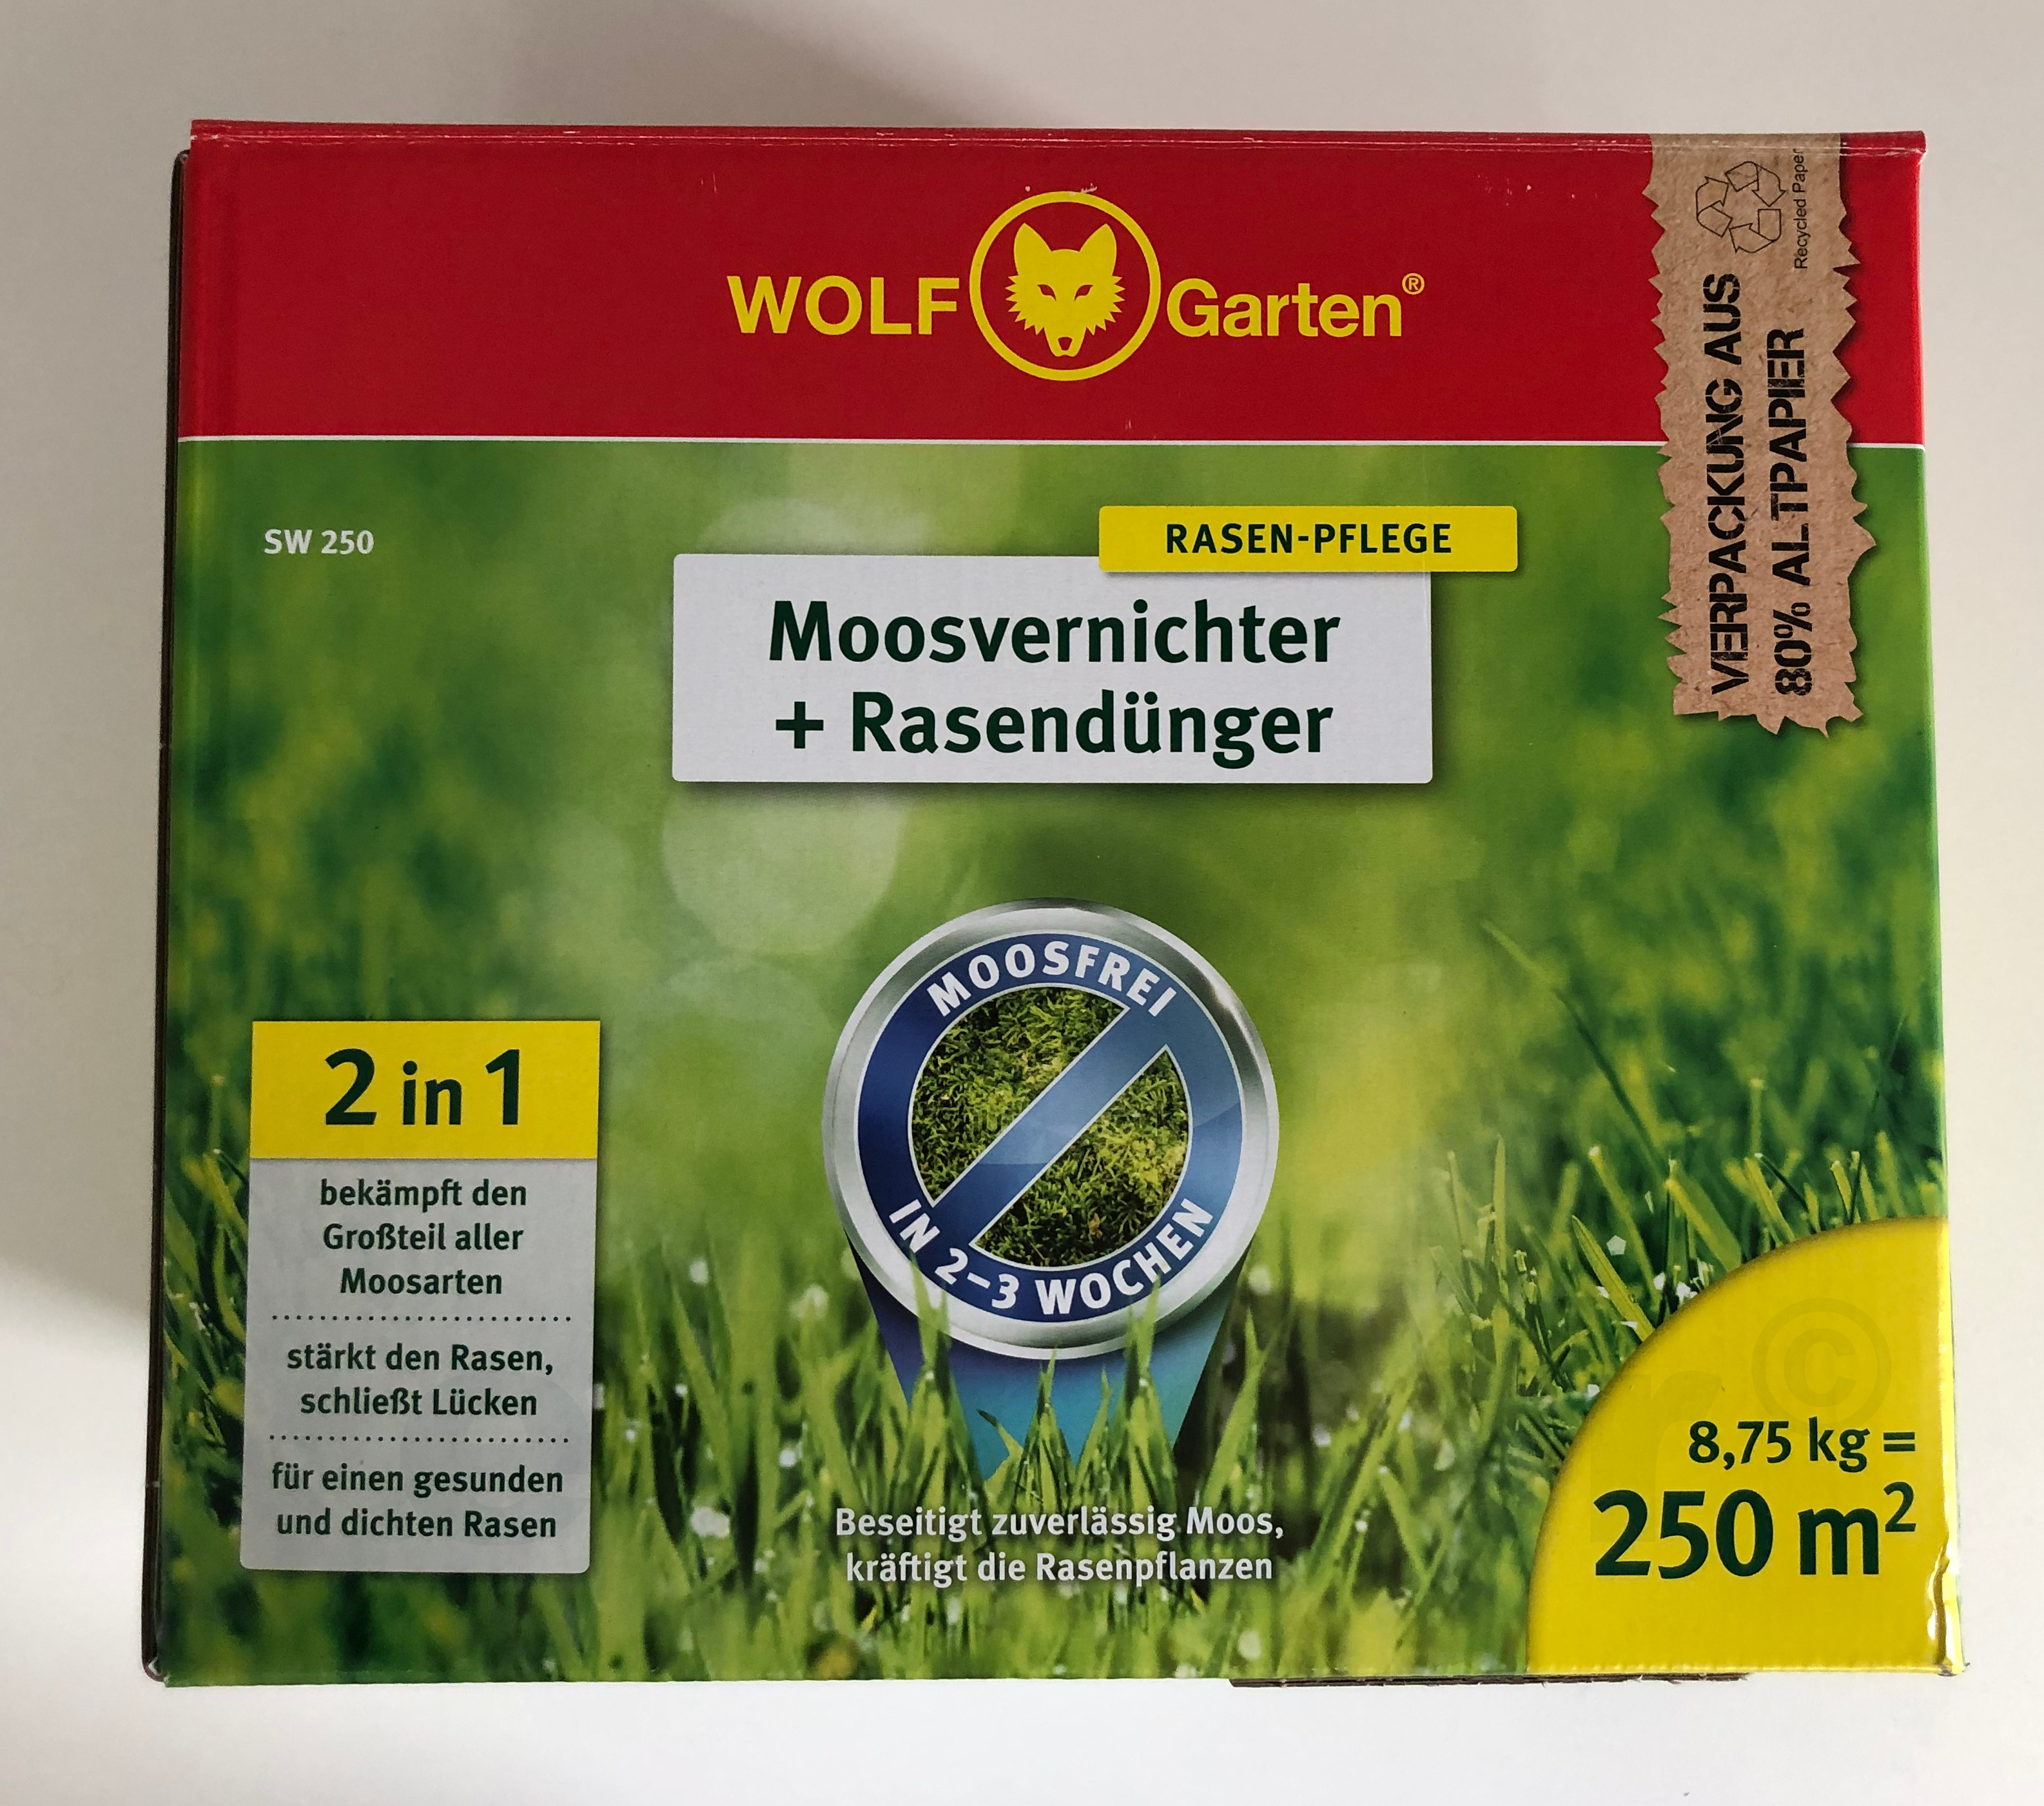 WOLF Garten®
VERPACKUNG AUS
80% ALTPAPIER
Recycled Paper
SW 250
RASEN-PFLEGE
Moosvernichter
+ Rasendünger
MOOSFREI
IN 2–3 WOCHEN
2 in 1
bekämpft den
Großteil aller
Moosarten
stärkt den Rasen,
schließt Lücken
für einen gesunden
und dichten Rasen
Beseitigt zuverlässig Moos,
kräftigt die Rasenpflanzen
8,75 kg =
250 m²
©